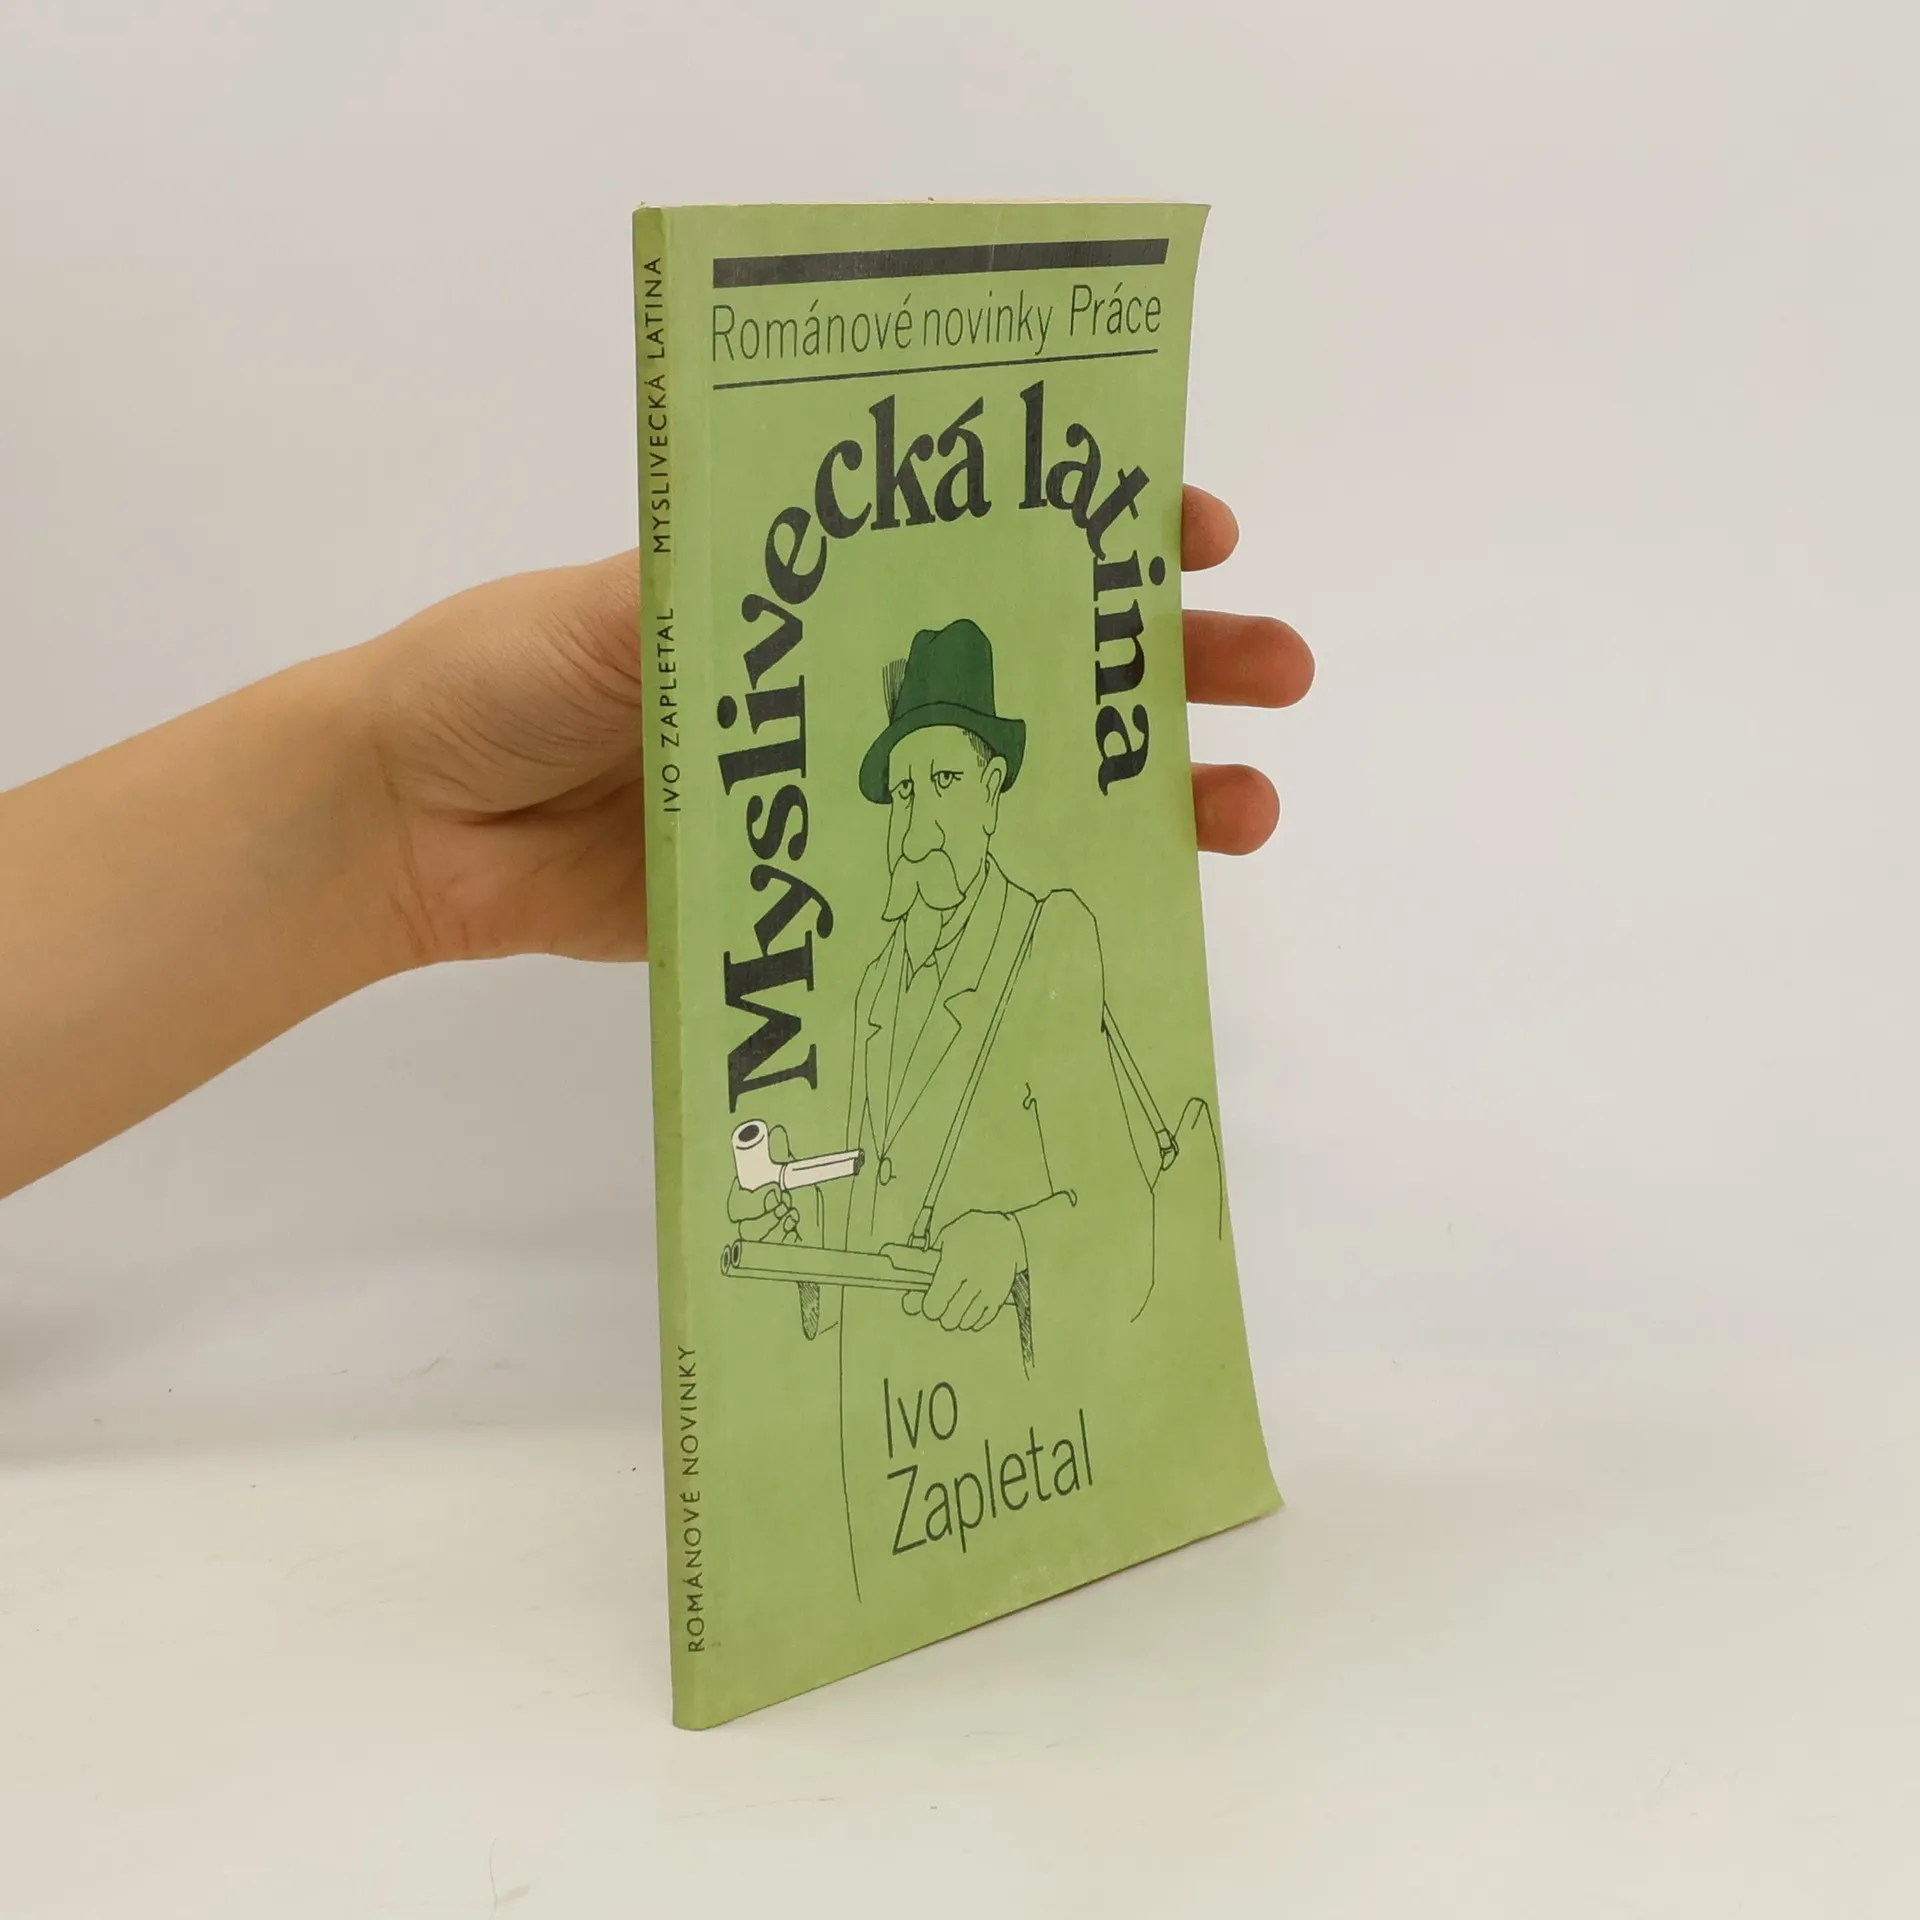 Románové novinky Práce
Myslivecká latina
Ivo
Zapletal
ROMÁNOVÉ NOVINKY IVO ZAPLETAL MYSLIVECKÁ LATINA